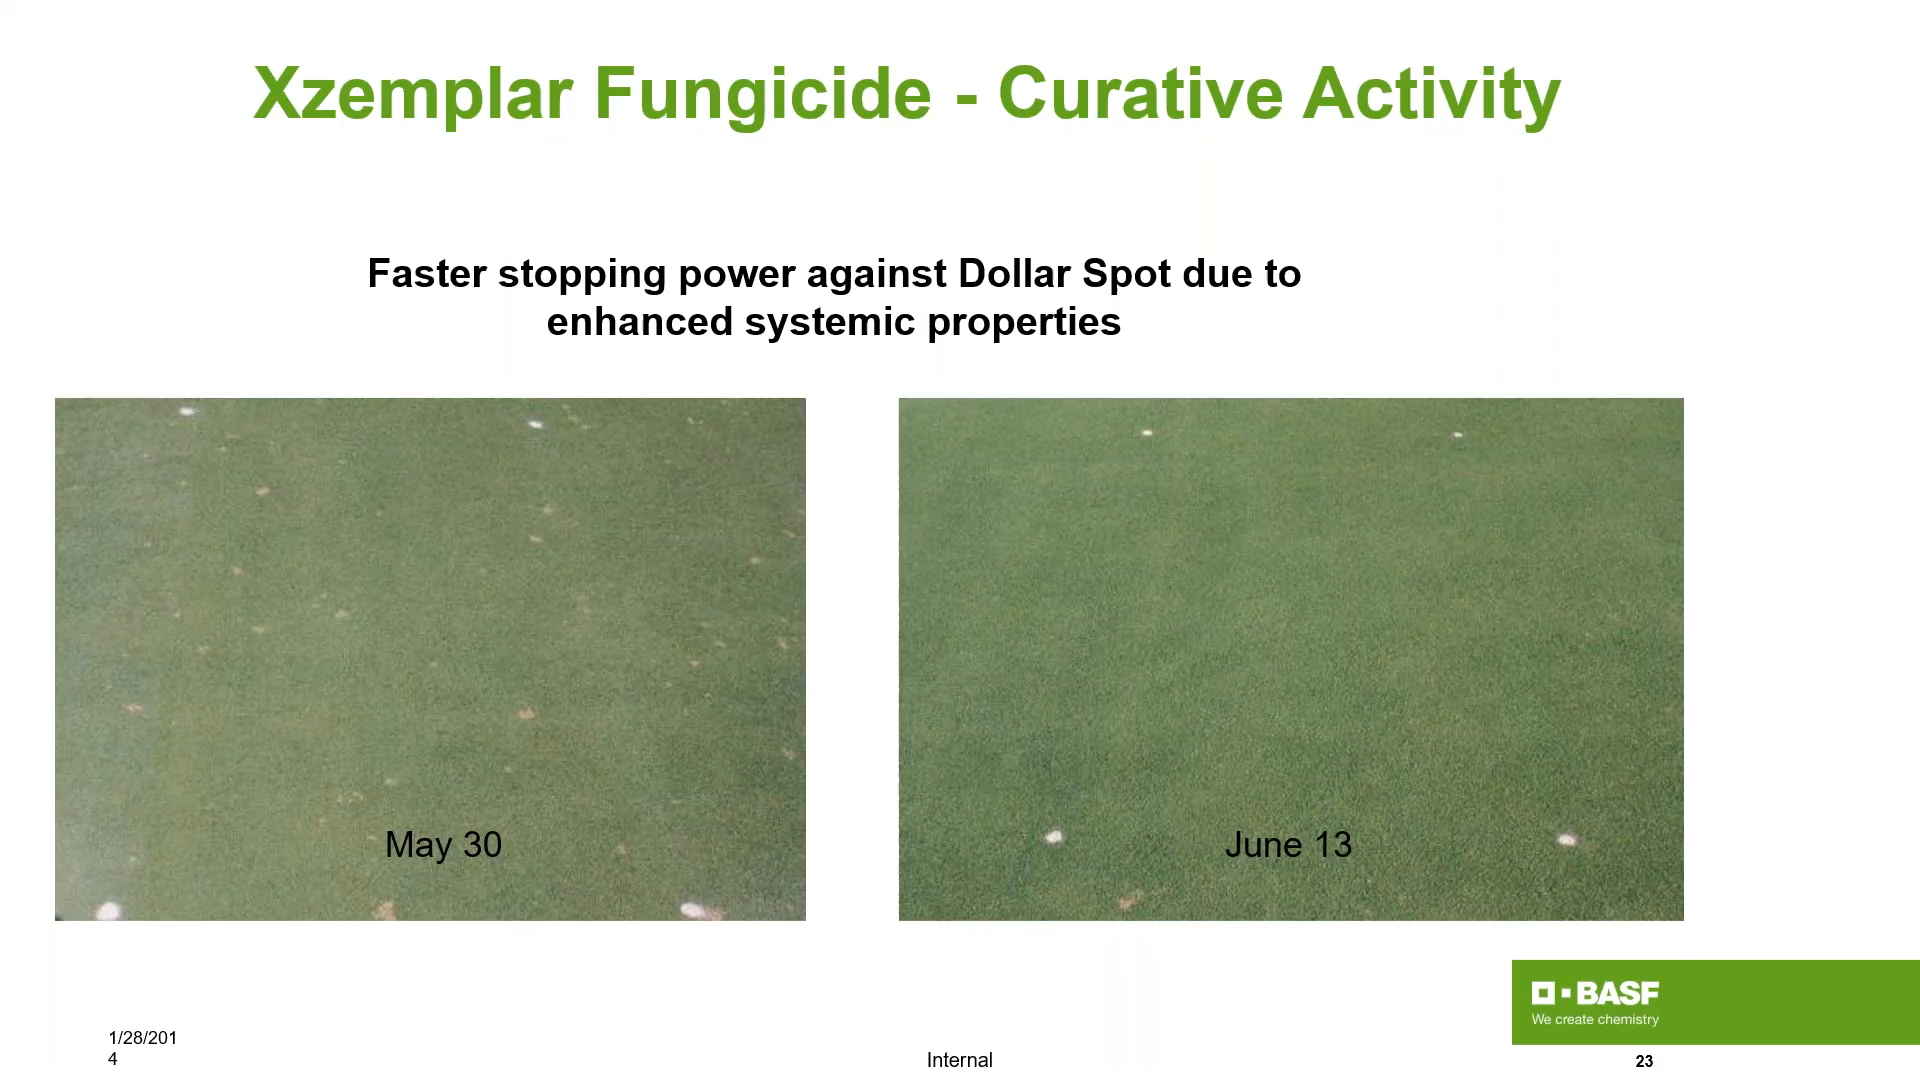 Xzemplar Fungicide - Curative Activity
Faster stopping power against Dollar Spot due to
enhanced systemic properties
May 30
June 13
BASF
We create chemistry
1/28/201
4
Internal
23